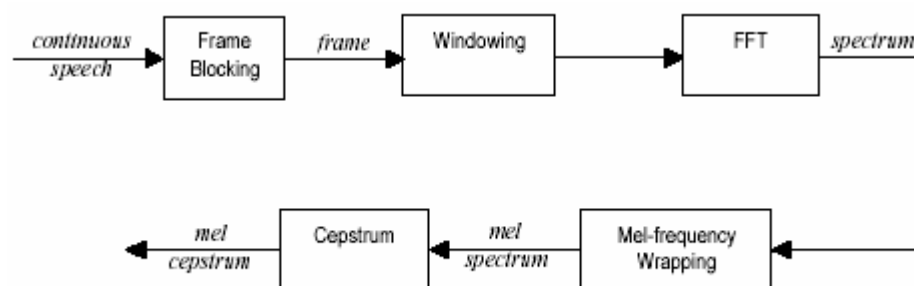 continuous
speech
Frame
Blocking
frame
Windowing
FFT
spectrum
mel
cepstrum
Cepstrum
mel
spectrum
Mel-frequency
Wrapping